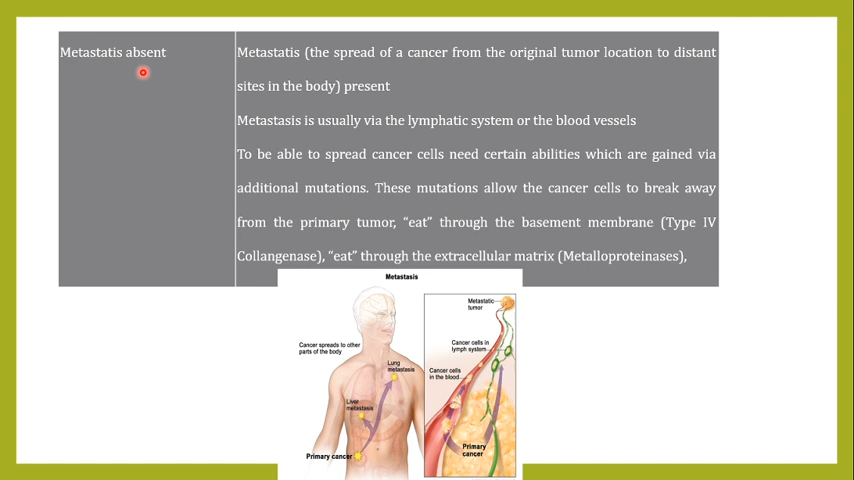 Metastatis absent
Metastatis (the spread of a cancer from the original tumor location to distant
sites in the body) present
Metastasis is usually via the lymphatic system or the blood vessels
To be able to spread cancer cells need certain abilities which are gained via
additional mutations. These mutations allow the cancer cells to break away
from the primary tumor, “eat” through the basement membrane (Type IV
Collangenase), “eat” through the extracellular matrix (Metalloproteinases),
Metastasis
Cancer spreads to other
parts of the body
Lung
metastasis
Liver
metastasis
Primary cancer
Metastatic
tumor
Cancer cells in
lymph system
Cancer cells
in the blood
Primary
cancer